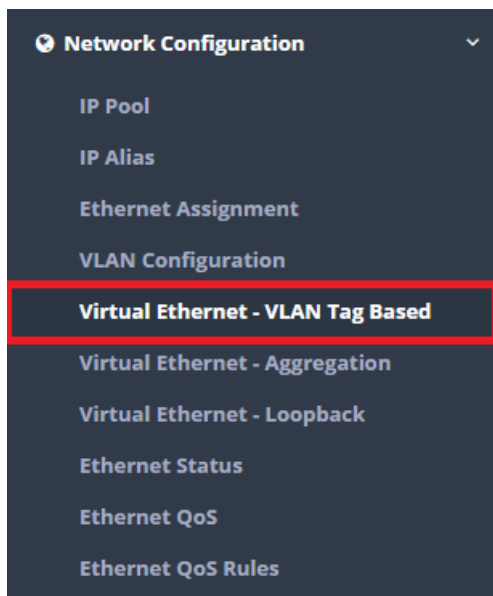 Network Configuration
IP Pool
IP Alias
Ethernet Assignment
VLAN Configuration
Virtual Ethernet - VLAN Tag Based
Virtual Ethernet - Aggregation
Virtual Ethernet - Loopback
Ethernet Status
Ethernet QoS
Ethernet QoS Rules